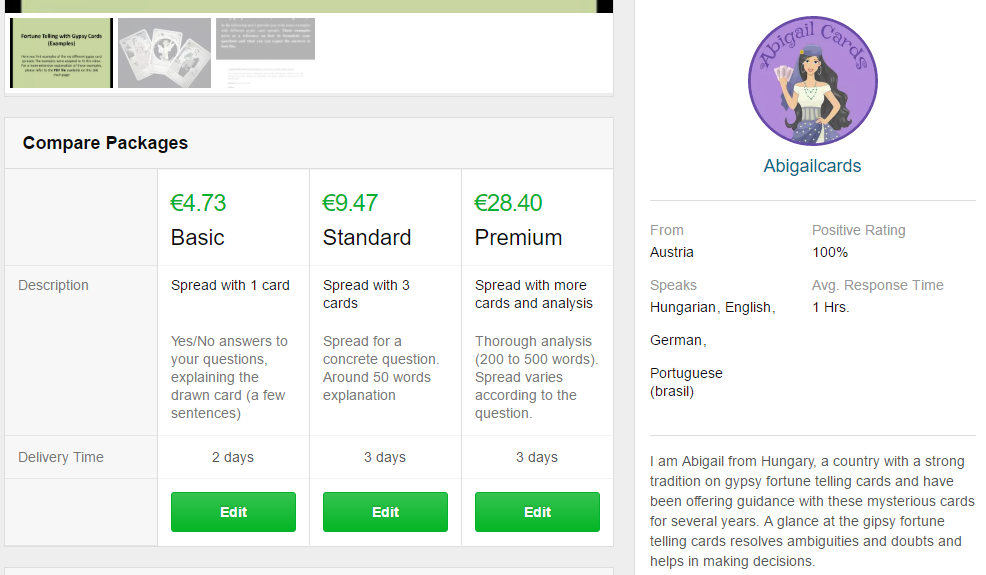 Fortune Telling with Gypsy Cards
(Examples)
Compare Packages
€4.73
Basic
€9.47
Standard
€28.40
Premium
Description
Spread with 1 card
Yes/No answers to
your questions,
explaining the
drawn card (a few
sentences)
Spread with 3
cards
Spread for a
concrete question.
Around 50 words
explanation
Spread with more
cards and analysis
Thorough analysis
(200 to 500 words).
Spread varies
according to the
question.
Delivery Time
2 days
3 days
3 days
Edit
Edit
Edit
Abigail Cards
Abigailcards
From
Austria
Positive Rating
100%
Speaks
Hungarian, English,
German,
Portuguese
(brasil)
Avg. Response Time
1 Hrs.
I am Abigail from Hungary, a country with a strong
tradition on gypsy fortune telling cards and have
been offering guidance with these mysterious cards
for several years. A glance at the gipsy fortune
telling cards resolves ambiguities and doubts and
helps in making decisions.